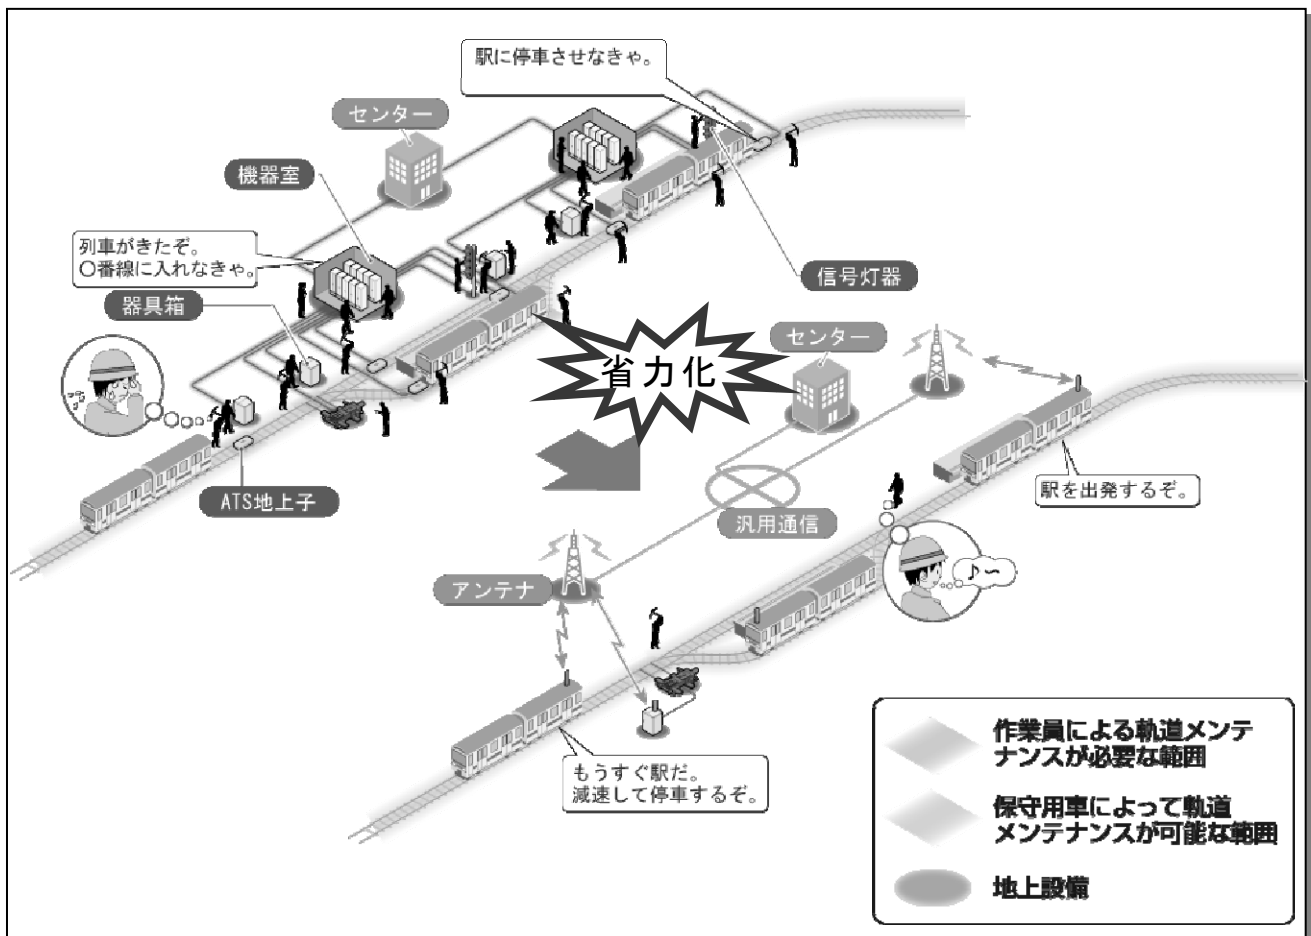 駅に停車させなきゃ。
センター
機器室
列車がきたぞ。
〇番線に入れなきゃ。
器具箱
信号灯器
省力化
センター
ATS地上子
駅を出発するぞ。
汎用通信
アンテナ
♪～
もうすぐ駅だ。
減速して停車するぞ。
作業員による軌道メンテ
ナンスが必要な範囲
保守用車によって軌道
メンテナンスが可能な範囲
地上設備